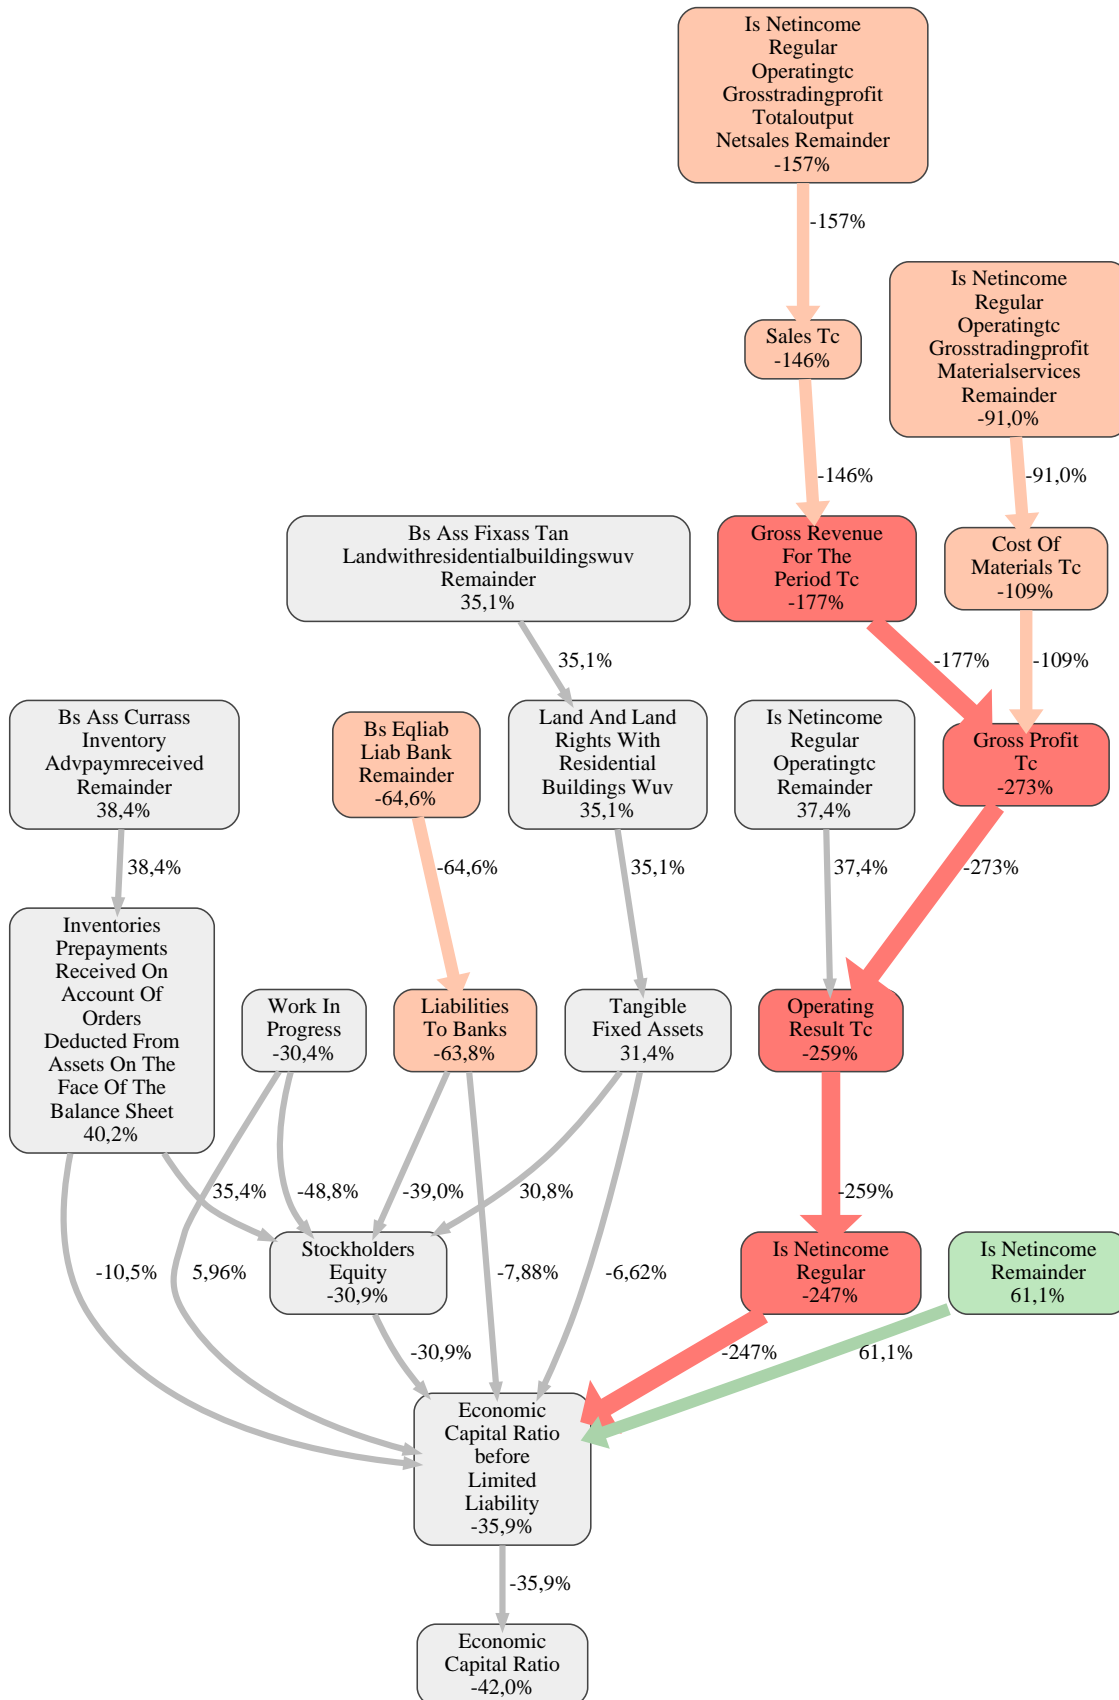 Is Netincome
Regular
Operatingtc
Grosstradingprofit
Totaloutput
Netsales Remainder
-157%
-157%
Is Netincome
Regular
Operatingtc
Grosstradingprofit
Materialservices
Remainder
-91,0%
Sales Tc
-146%
-146%
-91,0%
Bs Ass Fixass Tan
Landwithresidentialbuildingswuv
Remainder
35,1%
Gross Revenue
For The
Period Tc
-177%
Cost Of
Materials Tc
-109%
35,1%
-177%
-109%
Bs Ass Currass
Inventory
Advpaymreceived
Remainder
38,4%
Bs Eqliab
Liab Bank
Remainder
-64,6%
Land And Land
Rights With
Residential
Buildings Wuv
35,1%
Is Netincome
Regular
Operatingtc
Remainder
37,4%
Gross Profit
Tc
-273%
38,4%
-64,6%
35,1%
37,4%
-273%
Inventories
Prepayments
Received On
Account Of
Orders
Deducted From
Assets On The
Face Of The
Balance Sheet
40,2%
Work In
Progress
-30,4%
Liabilities
To Banks
-63,8%
Tangible
Fixed Assets
31,4%
Operating
Result Tc
-259%
35,4%
-48,8%
-39,0%
30,8%
-259%
Stockholders
Equity
-30,9%
Is Netincome
Regular
-247%
Is Netincome
Remainder
61,1%
-10,5%
5,96%
-7,88%
-6,62%
-30,9%
-247%
61,1%
Economic
Capital Ratio
before
Limited
Liability
-35,9%
-35,9%
Economic
Capital Ratio
-42,0%